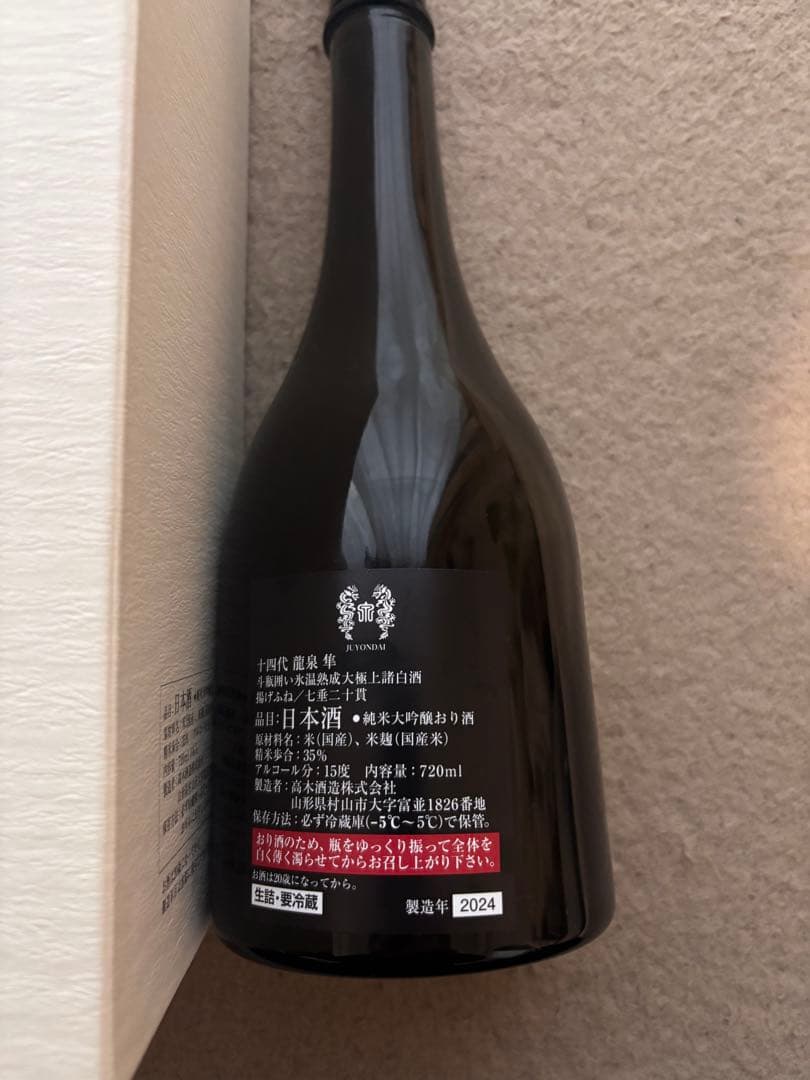 JUYONDAI
十四代 龍泉 隼
斗瓶囲い氷温熟成大極上諸白酒
揚げふね／七垂二十貫
品目：日本酒 ●純米大吟醸おり酒
原材料名：米（国産）、米麹（国産米）
精米歩合：35％
アルコール分：15度 内容量：720ml
製造者：高木酒造株式会社
山形県村山市大字富並1826番地
保存方法：必ず冷蔵庫（-5℃〜5℃）で保管。
おり酒のため、瓶をゆっくり振って全体を
白く薄く濁らせてからお召し上がり下さい。
お酒は20歳になってから。
生詰・要冷蔵
製造年 2024
品目：日本酒